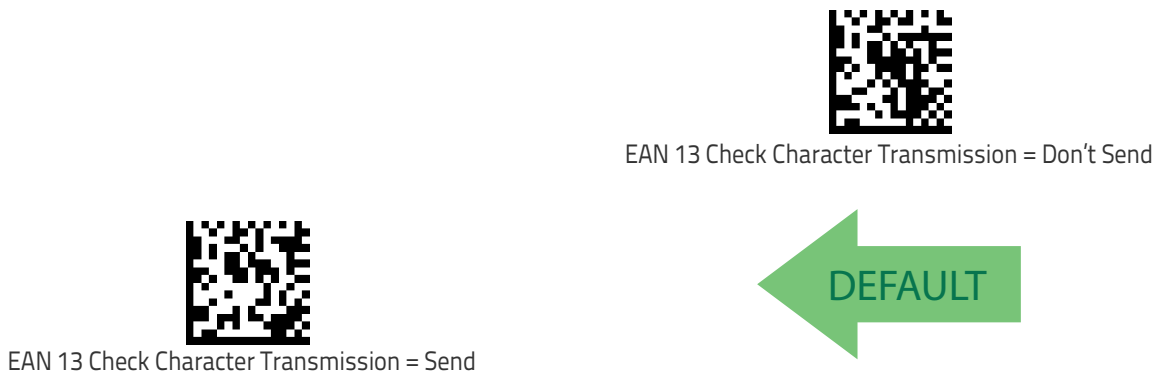 EAN 13 Check Character Transmission = Don't Send
DEFAULT
EAN 13 Check Character Transmission = Send